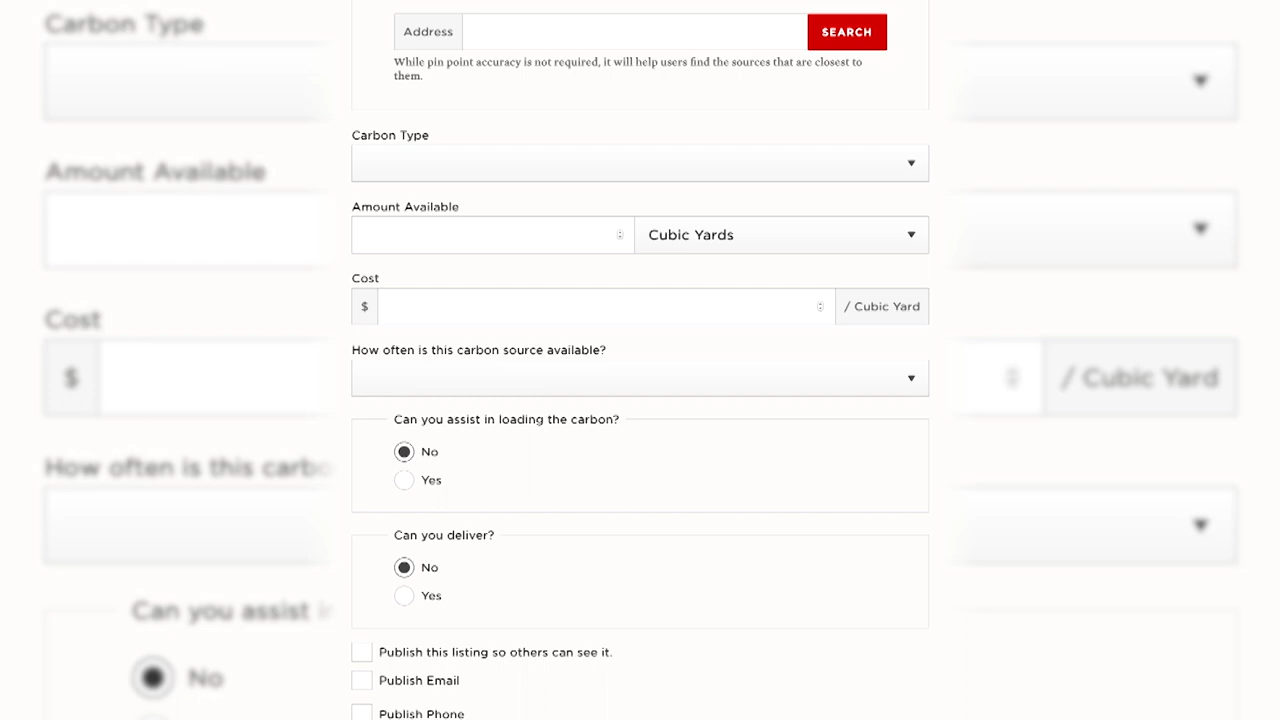 Address
SEARCH
While pin point accuracy is not required, it will help users find the sources that are closest to
them.
Carbon Type
Amount Available
Cubic Yards
Cost
$
/ Cubic Yard
How often is this carbon source available?
Can you assist in loading the carbon?
No
Yes
Can you deliver?
No
Yes
Publish this listing so others can see it.
Publish Email
Publish Phone
Carbon Type
Amount Available
Cost
$
/ Cubic Yard
How often is this carbo
Can you assist i
No